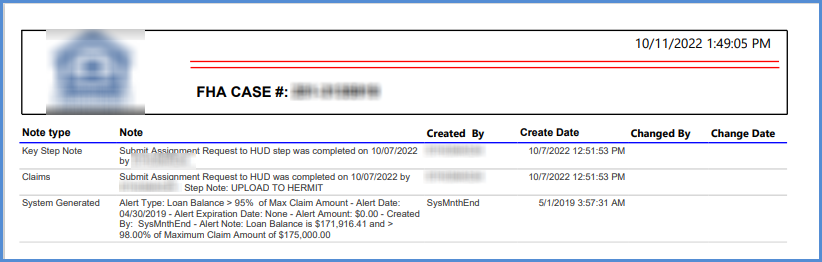 10/11/2022 1:49:05 PM
FHA CASE #:
Note type Note Created By Create Date Changed By Change Date
Key Step Note Submit Assignment Request to HUD step was completed on 10/07/2022 10/7/2022 12:51:53 PM
by
Claims Submit Assignment Request to HUD was completed on 10/07/2022 by 10/7/2022 12:51:53 PM
Step Note: UPLOAD TO HERMIT
System Generated Alert Type: Loan Balance > 95% of Max Claim Amount - Alert Date: SysMnthEnd 5/1/2019 3:57:31 AM
04/30/2019 - Alert Expiration Date: None - Alert Amount: $0.00 - Created
By: SysMnthEnd - Alert Note: Loan Balance is $171,916.41 and >
98.00% of Maximum Claim Amount of $175,000.00